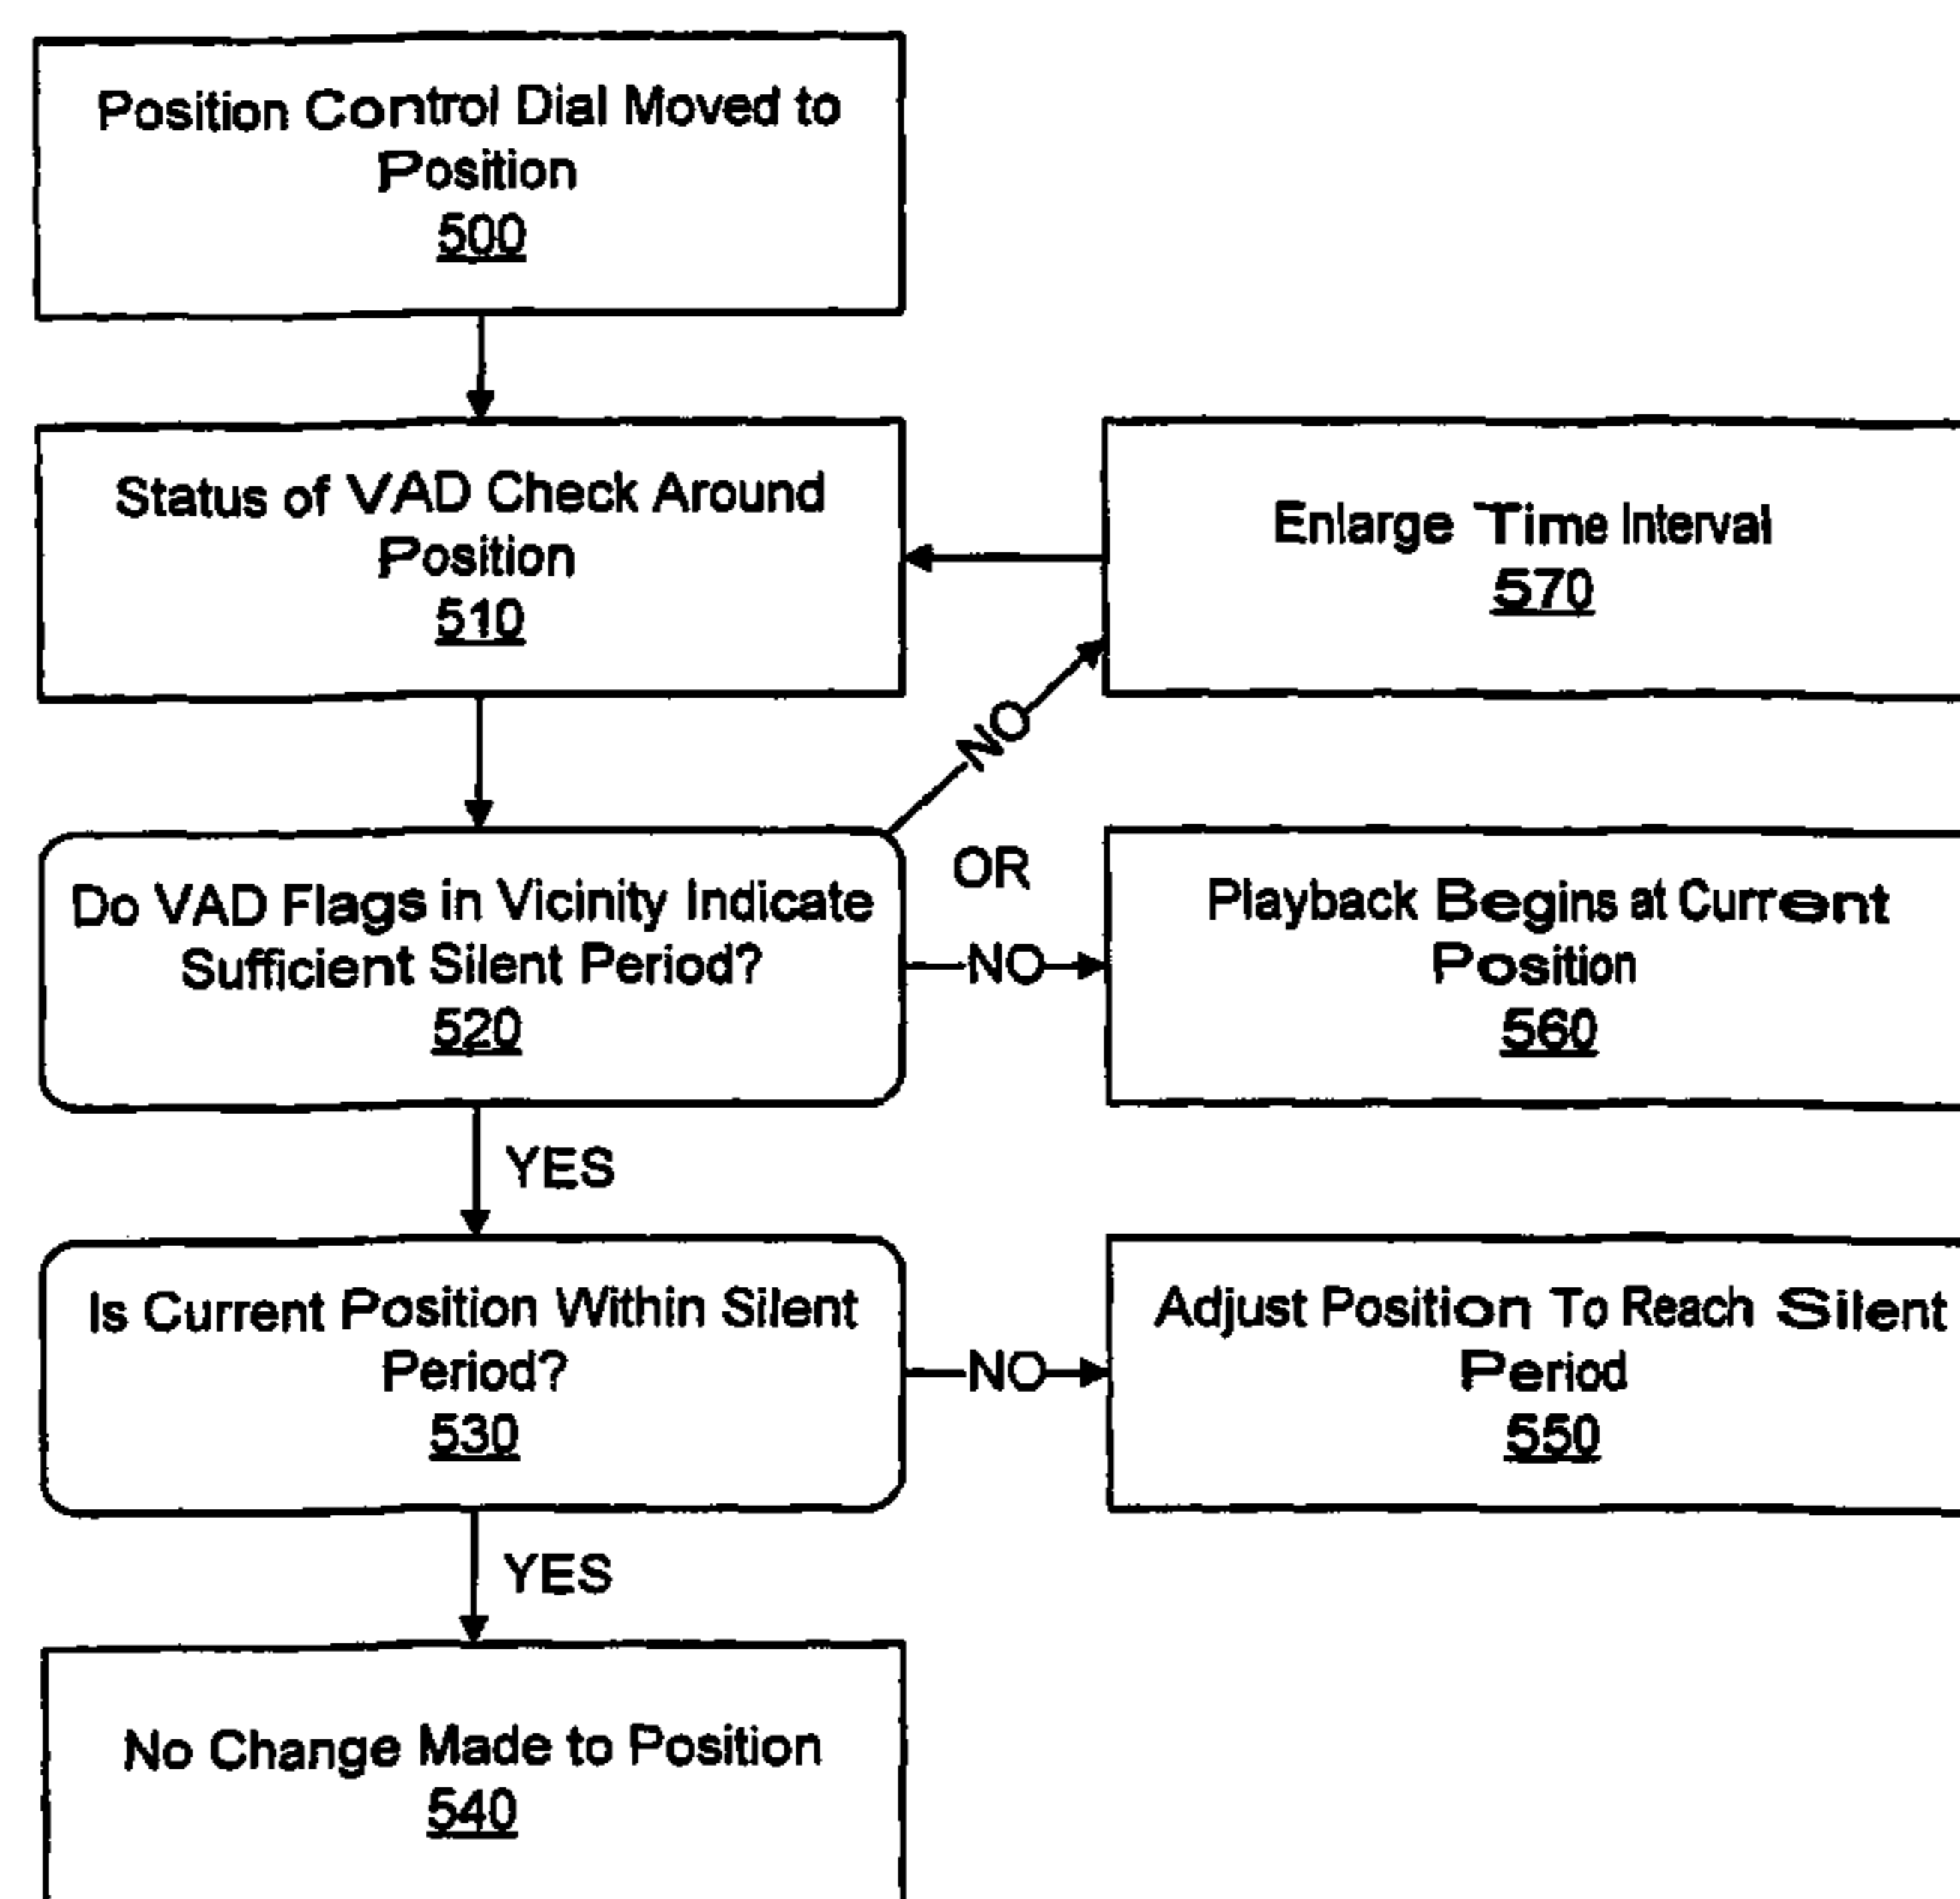 Position Control Dial Moved to
Position
500
Status of VAD Check Around
Position
510
Enlarge Time Interval
570
NO
OR
Do VAD Flags in Vicinity Indicate
Sufficient Silent Period?
520
NO
Playback Begins at Current
Position
560
YES
Is Current Position Within Silent
Period?
530
NO
Adjust Position To Reach Silent
Period
550
YES
No Change Made to Position
540